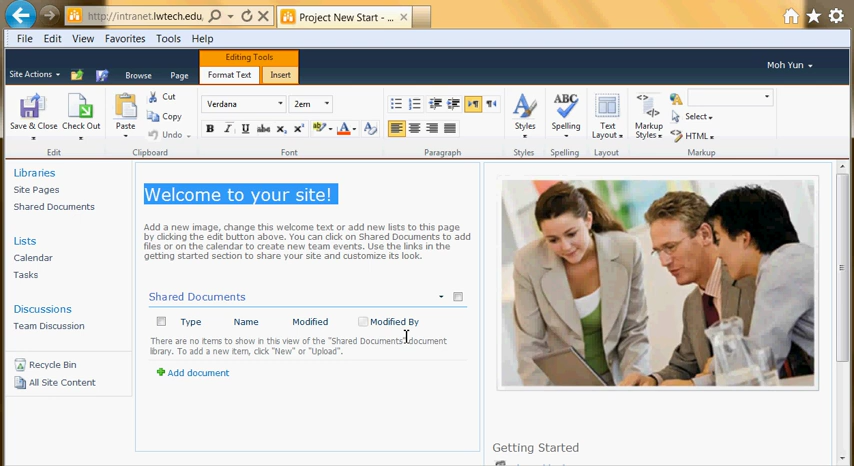 http://intranet.lwtech.edu,
Project New Start - ...
File Edit View Favorites Tools Help
Editing Tools
Site Actions Browse Page Format Text Insert
Moh Yun
Save & Close Check Out Paste Cut Copy Undo
Verdana 2em
B I U abc x₂ x²
Styles Spelling Text Layout Markup Styles Select HTML
Edit Clipboard Font Paragraph Styles Spelling Layout Markup
Libraries
Site Pages
Shared Documents
Lists
Calendar
Tasks
Discussions
Team Discussion
Recycle Bin
All Site Content
Welcome to your site!
Add a new image, change this welcome text or add new lists to this page
by clicking the edit button above. You can click on Shared Documents to add
files or on the calendar to create new team events. Use the links in the
getting started section to share your site and customize its look.
Shared Documents
Type Name Modified Modified By
There are no items to show in this view of the "Shared Documents" document
library. To add a new item, click "New" or "Upload".
Add document
Getting Started